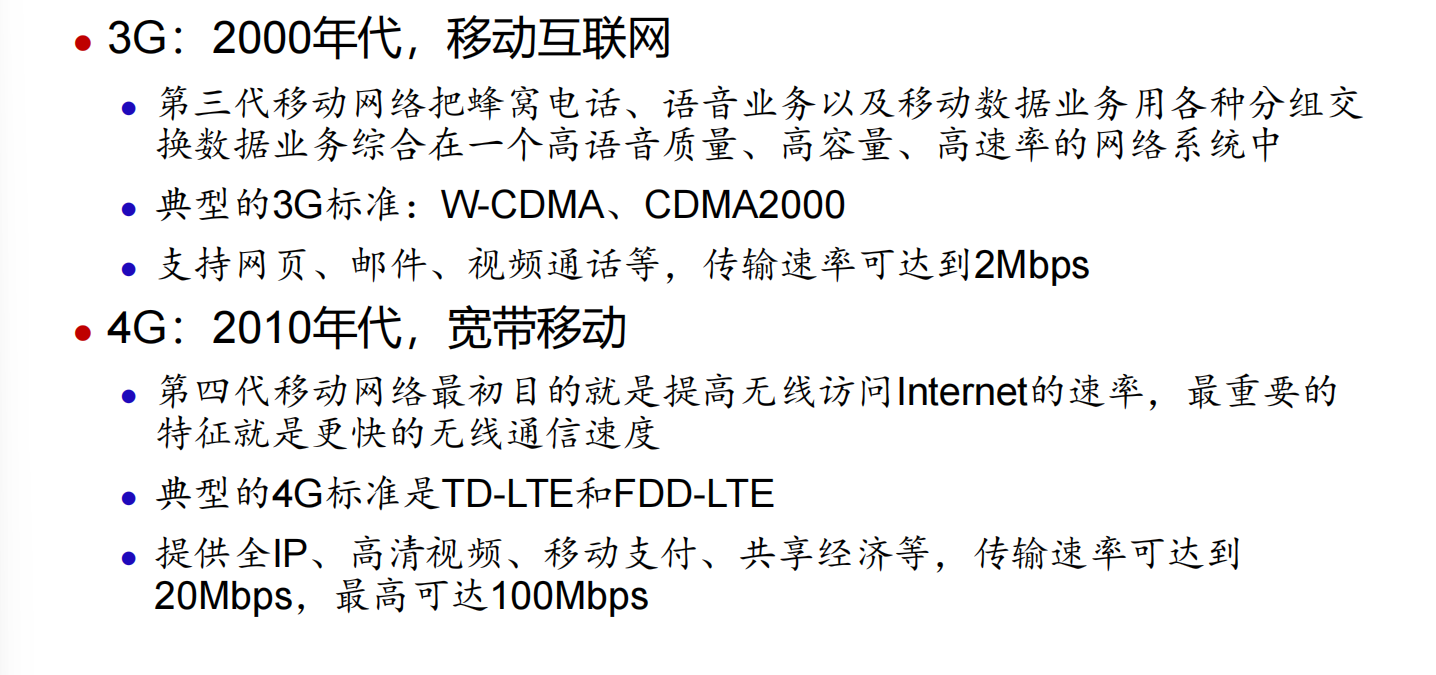 3G：2000年代，移动互联网
第三代移动网络把蜂窝电话、语音业务以及移动数据业务用各种分组交
换数据业务综合在一个高语音质量、高容量、高速率的网络系统中
典型的3G标准：W-CDMA、CDMA2000
支持网页、邮件、视频通话等，传输速率可达到2Mbps
4G：2010年代，宽带移动
第四代移动网络最初目的就是提高无线访问Internet的速率，最重要的
特征就是更快的无线通信速度
典型的4G标准是TD-LTE和FDD-LTE
提供全IP、高清视频、移动支付、共享经济等，传输速率可达到
20Mbps，最高可达100Mbps